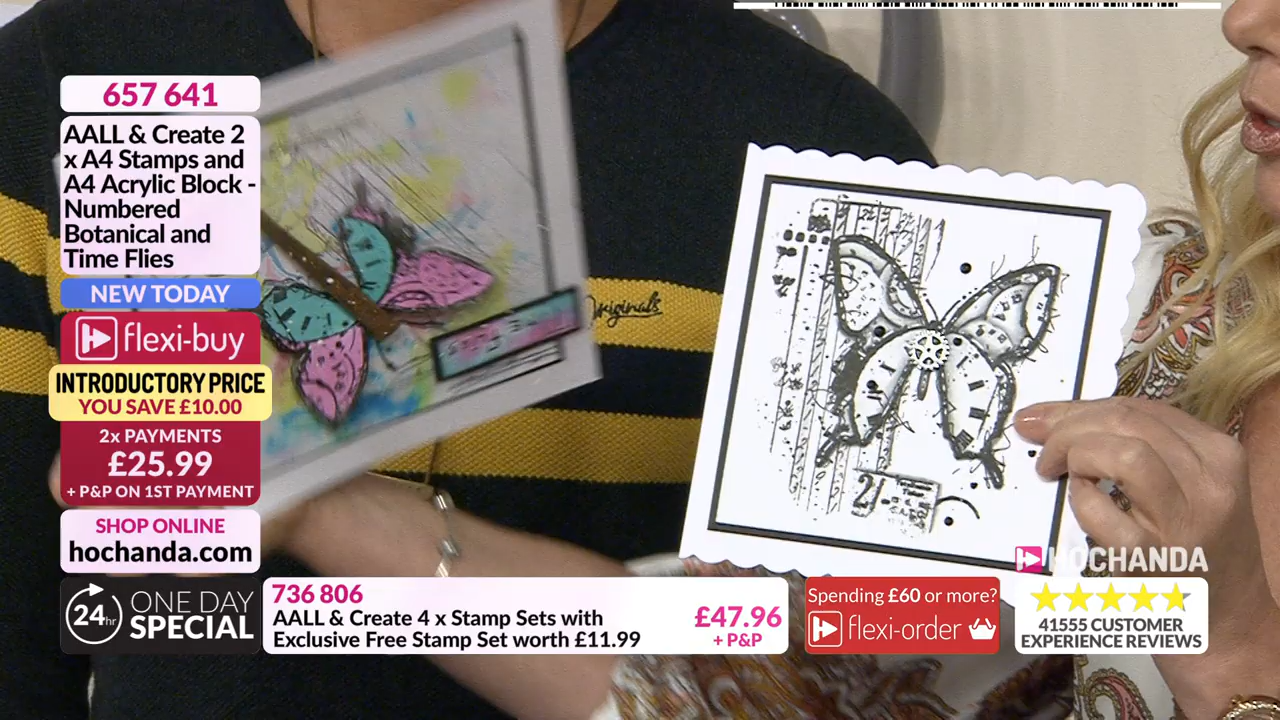 657 641
AALL & Create 2
x A4 Stamps and
A4 Acrylic Block -
Numbered
Botanical and
Time Flies
NEW TODAY
flexi-buy
INTRODUCTORY PRICE
YOU SAVE £10.00
2x PAYMENTS
£25.99
+ P&P ON 1ST PAYMENT
SHOP ONLINE
hochanda.com
Originals
2/
HOCHANDA
24hr
ONE DAY
SPECIAL
736 806
AALL & Create 4 x Stamp Sets with
Exclusive Free Stamp Set worth £11.99
£47.96
+ P&P
Spending £60 or more?
flexi-order
41555 CUSTOMER
EXPERIENCE REVIEWS